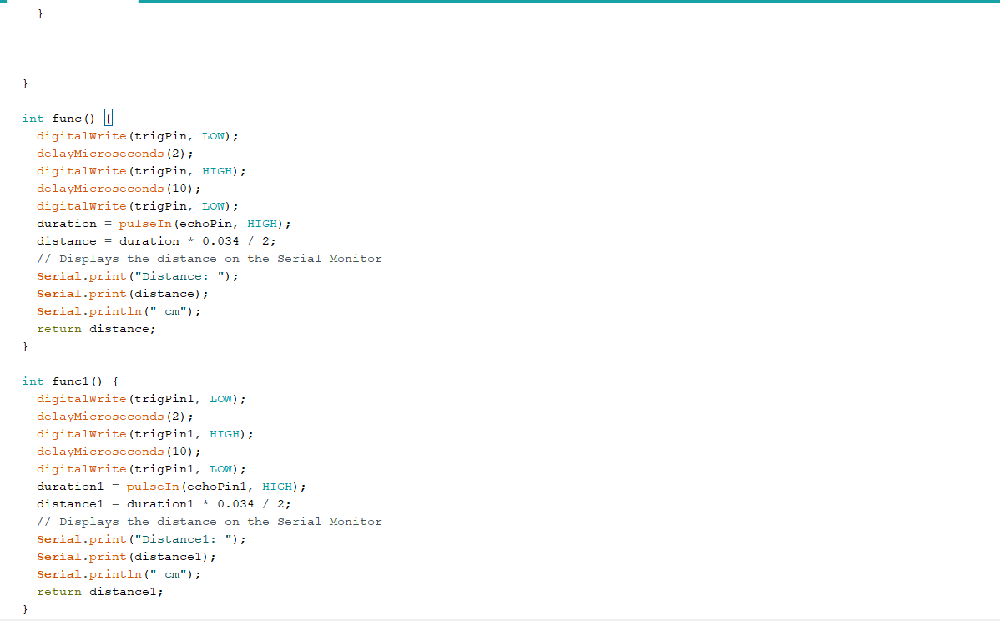 }
}
int func() {
digitalWrite(trigPin, LOW);
delayMicroseconds(2);
digitalWrite(trigPin, HIGH);
delayMicroseconds(10);
digitalWrite(trigPin, LOW);
duration = pulseIn(echoPin, HIGH);
distance = duration * 0.034 / 2;
// Displays the distance on the Serial Monitor
Serial.print("Distance: ");
Serial.print(distance);
Serial.println(" cm");
return distance;
}
int func1() {
digitalWrite(trigPin1, LOW);
delayMicroseconds(2);
digitalWrite(trigPin1, HIGH);
delayMicroseconds(10);
digitalWrite(trigPin1, LOW);
duration1 = pulseIn(echoPin1, HIGH);
distance1 = duration1 * 0.034 / 2;
// Displays the distance on the Serial Monitor
Serial.print("Distance1: ");
Serial.print(distance1);
Serial.println(" cm");
return distance1;
}